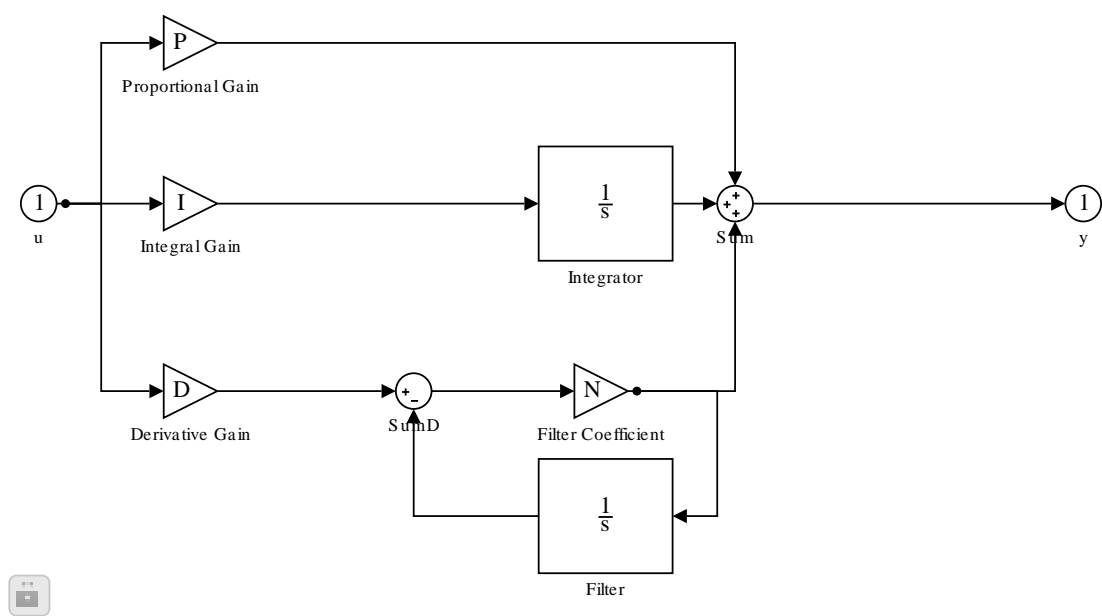 P
Proportional Gain
1
u
I
Integral Gain
1
s
Integrator
+
+
+
Sum
1
y
D
Derivative Gain
+
−
SumD
N
Filter Coefficient
1
s
Filter